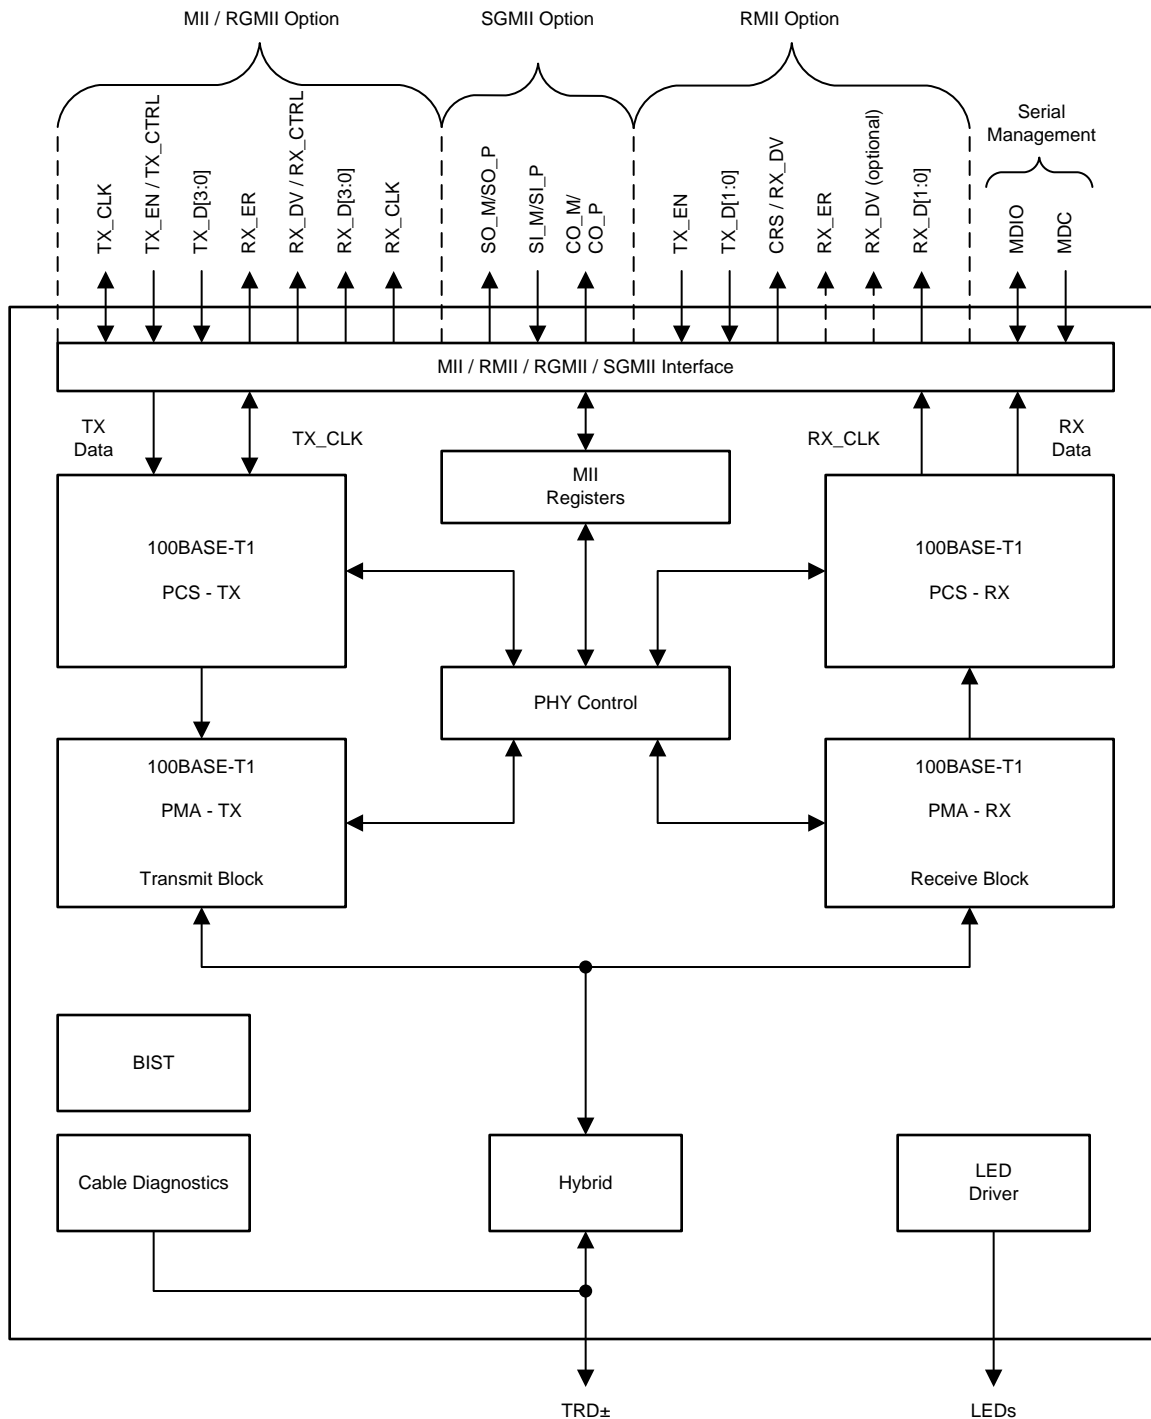 MII / RGMII Option
SGMII Option
RMII Option
Serial
Management
TX_CLK
TX_EN / TX_CTRL
TX_D[3:0]
RX_ER
RX_DV / RX_CTRL
RX_D[3:0]
RX_CLK
SO_M/SO_P
SI_M/SI_P
CO_M/
CO_P
TX_EN
TX_D[1:0]
CRS / RX_DV
RX_ER
RX_DV (optional)
RX_D[1:0]
MDIO
MDC
MII / RMII / RGMII / SGMII Interface
TX
Data
TX_CLK
RX_CLK
RX
Data
MII
Registers
100BASE-T1
PCS - TX
100BASE-T1
PCS - RX
PHY Control
100BASE-T1
PMA - TX
Transmit Block
100BASE-T1
PMA - RX
Receive Block
BIST
Cable Diagnostics
Hybrid
LED
Driver
TRD±
LEDs